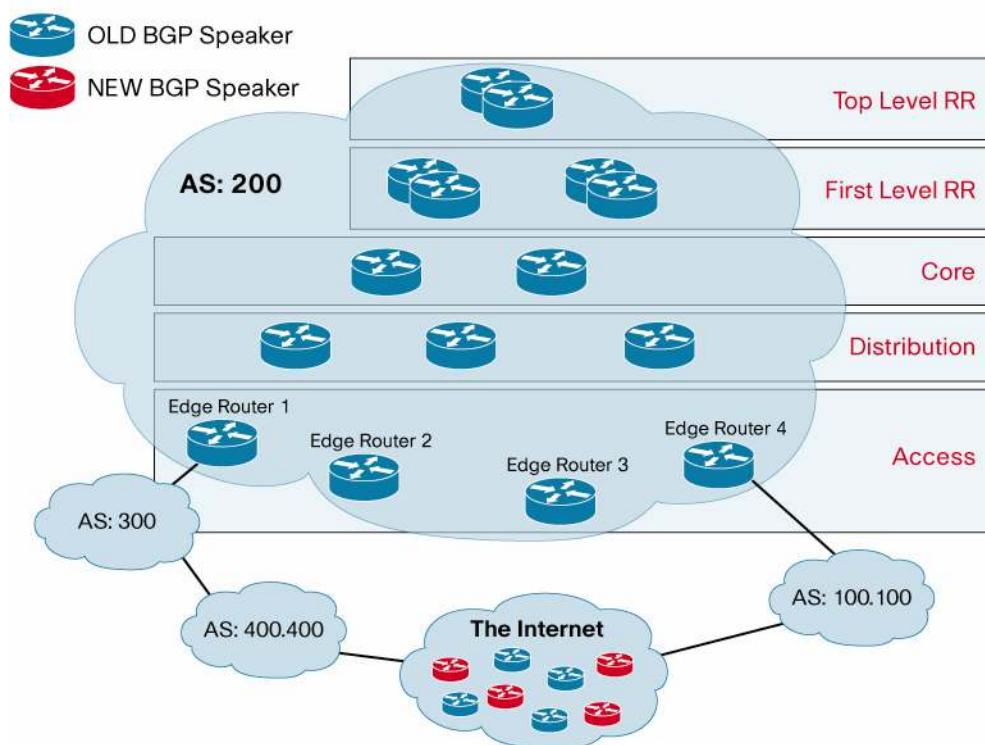 OLD BGP Speaker
NEW BGP Speaker
Top Level RR
AS: 200
First Level RR
Core
Distribution
Edge Router 1
Edge Router 2
Edge Router 3
Edge Router 4
Access
AS: 300
AS: 400.400
The Internet
AS: 100.100